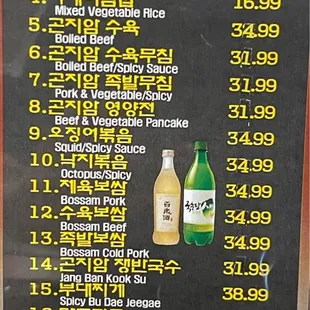 Mixed Vegetable Rice 16.99
5.곤지암 수육 34.99
Boiled Beef
6.곤지암 수육무침 31.99
Boiled Beef/Spicy Sauce
7.곤지암 족발무침 31.99
Pork & Vegetable/Spicy
8.곤지암 영양전 31.99
Beef & Vegetable Pancake
9.오징어볶음 34.99
Squid/Spicy Sauce
10.낙지볶음 34.99
Octopus/Spicy
11.제육보쌈 34.99
Bossam Pork
12.수육보쌈 34.99
Bossam Beef
13.족발보쌈 34.99
Bossam Cold Pork
14.곤지암 쟁반국수 31.99
Jang Ban Kook Su
15.부대찌게 38.99
Spicy Bu Dae Jeegae